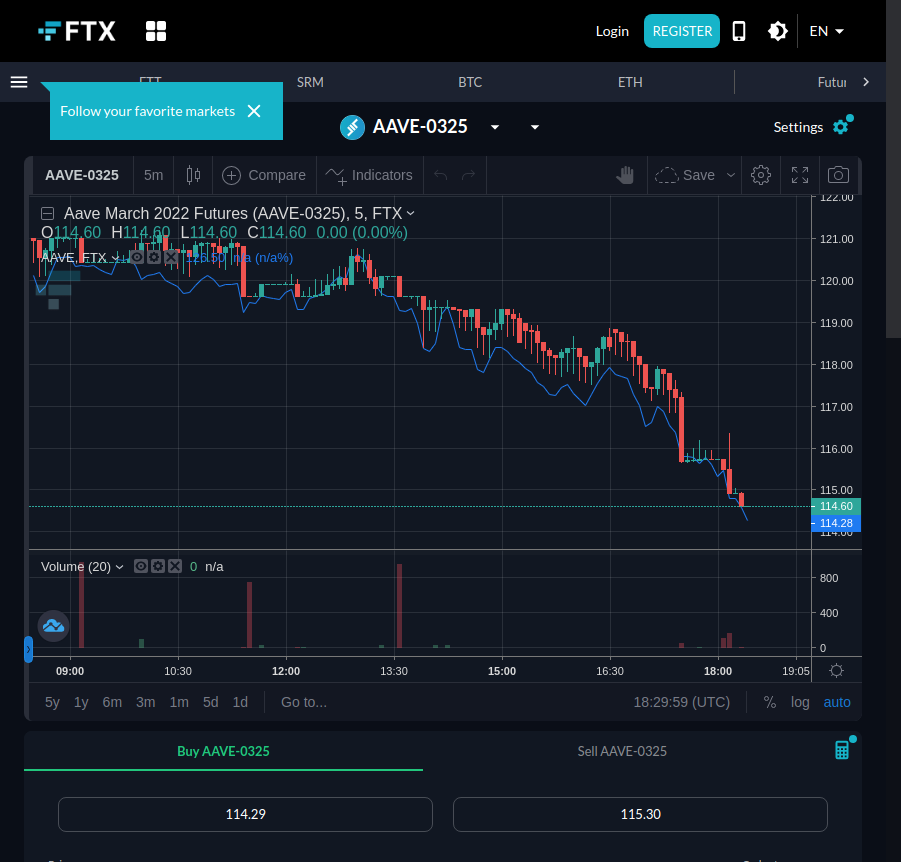 FTX
Login
REGISTER
EN
FTT
SRM
BTC
ETH
Futur
Follow your favorite markets
AAVE-0325
Settings
AAVE-0325
5m
Compare
Indicators
Save
Aave March 2022 Futures (AAVE-0325), 5, FTX
O114.60 H114.60 L114.60 C114.60 0.00 (0.00%)
AAVE, FTX
n/a (n/a%)
122.00
121.00
120.00
119.00
118.00
117.00
116.00
115.00
114.60
114.28
114.00
Volume (20)
0 n/a
800
400
0
09:00
10:30
12:00
13:30
15:00
16:30
18:00
19:05
5y 1y 6m 3m 1m 5d 1d
Go to...
18:29:59 (UTC)
% log auto
Buy AAVE-0325
Sell AAVE-0325
114.29
115.30